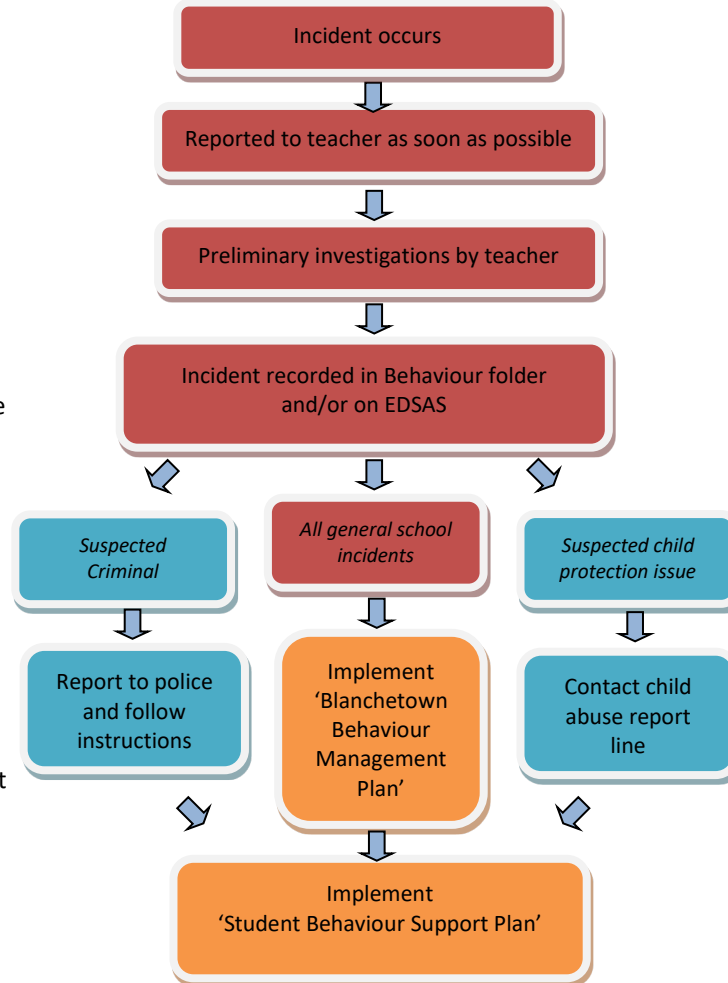 Incident occurs
Reported to teacher as soon as possible
Preliminary investigations by teacher
Incident recorded in Behaviour folder
and/or on EDSAS
e
Suspected
Criminal
All general school
incidents
Suspected child
protection issue
Report to police
and follow
instructions
Implement
‘Blanchetown
Behaviour
Management
Plan’
Contact child
abuse report
line
t
Implement
‘Student Behaviour Support Plan’